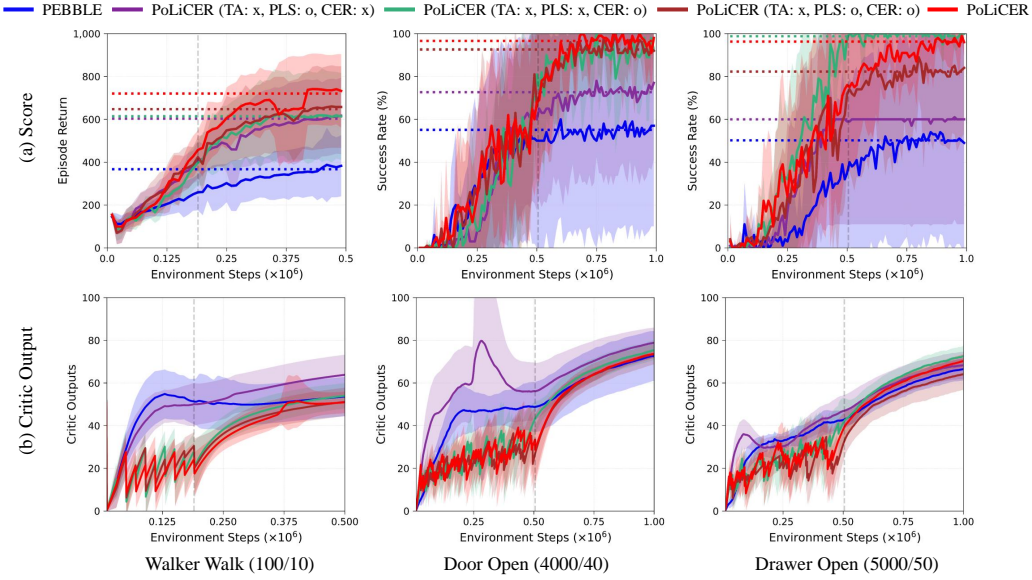 PEBBLE PoLiCER (TA: x, PLS: o, CER: x) PoLiCER (TA: x, PLS: x, CER: o) PoLiCER (TA: x, PLS: o, CER: o) PoLiCER
(a) Score
Episode Return
1,000
800
600
400
200
0
0.0 0.125 0.25 0.375 0.5
Environment Steps (×10⁶)
Success Rate (%)
100
80
60
40
20
0
0.0 0.25 0.5 0.75 1.0
Environment Steps (×10⁶)
Success Rate (%)
100
80
60
40
20
0
0.0 0.25 0.5 0.75 1.0
Environment Steps (×10⁶)
(b) Critic Output
Critic Outputs
100
80
60
40
20
0
0.125 0.250 0.375 0.500
Environment Steps (×10⁶)
Critic Outputs
100
80
60
40
20
0
0.25 0.50 0.75 1.00
Environment Steps (×10⁶)
Critic Outputs
100
80
60
40
20
0
0.25 0.50 0.75 1.00
Environment Steps (×10⁶)
Walker Walk (100/10) Door Open (4000/40) Drawer Open (5000/50)